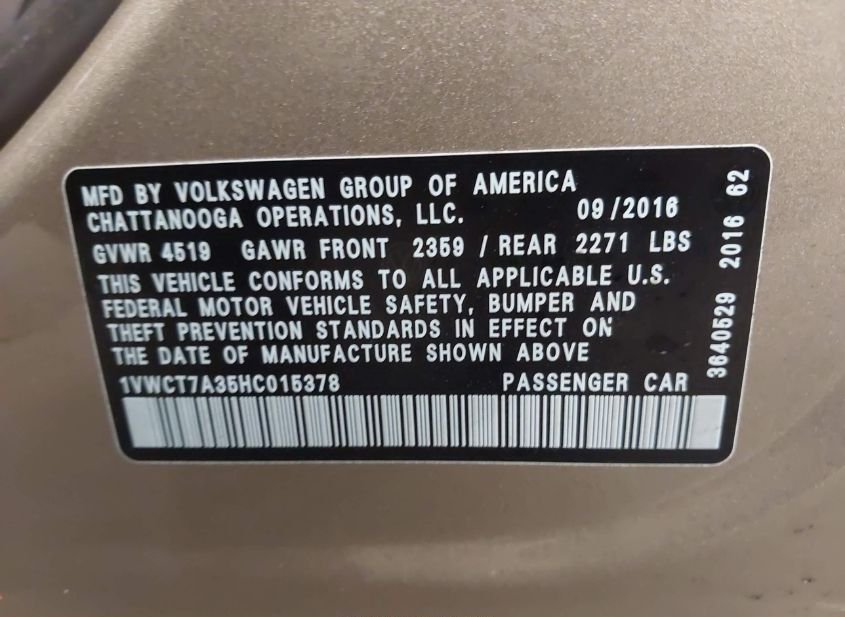 MFD BY VOLKSWAGEN GROUP OF AMERICA
CHATTANOOGA OPERATIONS, LLC. 09/2016
GVWR 4519 GAWR FRONT 2359 / REAR 2271 LBS
THIS VEHICLE CONFORMS TO ALL APPLICABLE U.S.
FEDERAL MOTOR VEHICLE SAFETY, BUMPER AND
THEFT PREVENTION STANDARDS IN EFFECT ON
THE DATE OF MANUFACTURE SHOWN ABOVE
1VWCT7A35HC015378 PASSENGER CAR
3640529 2016 62